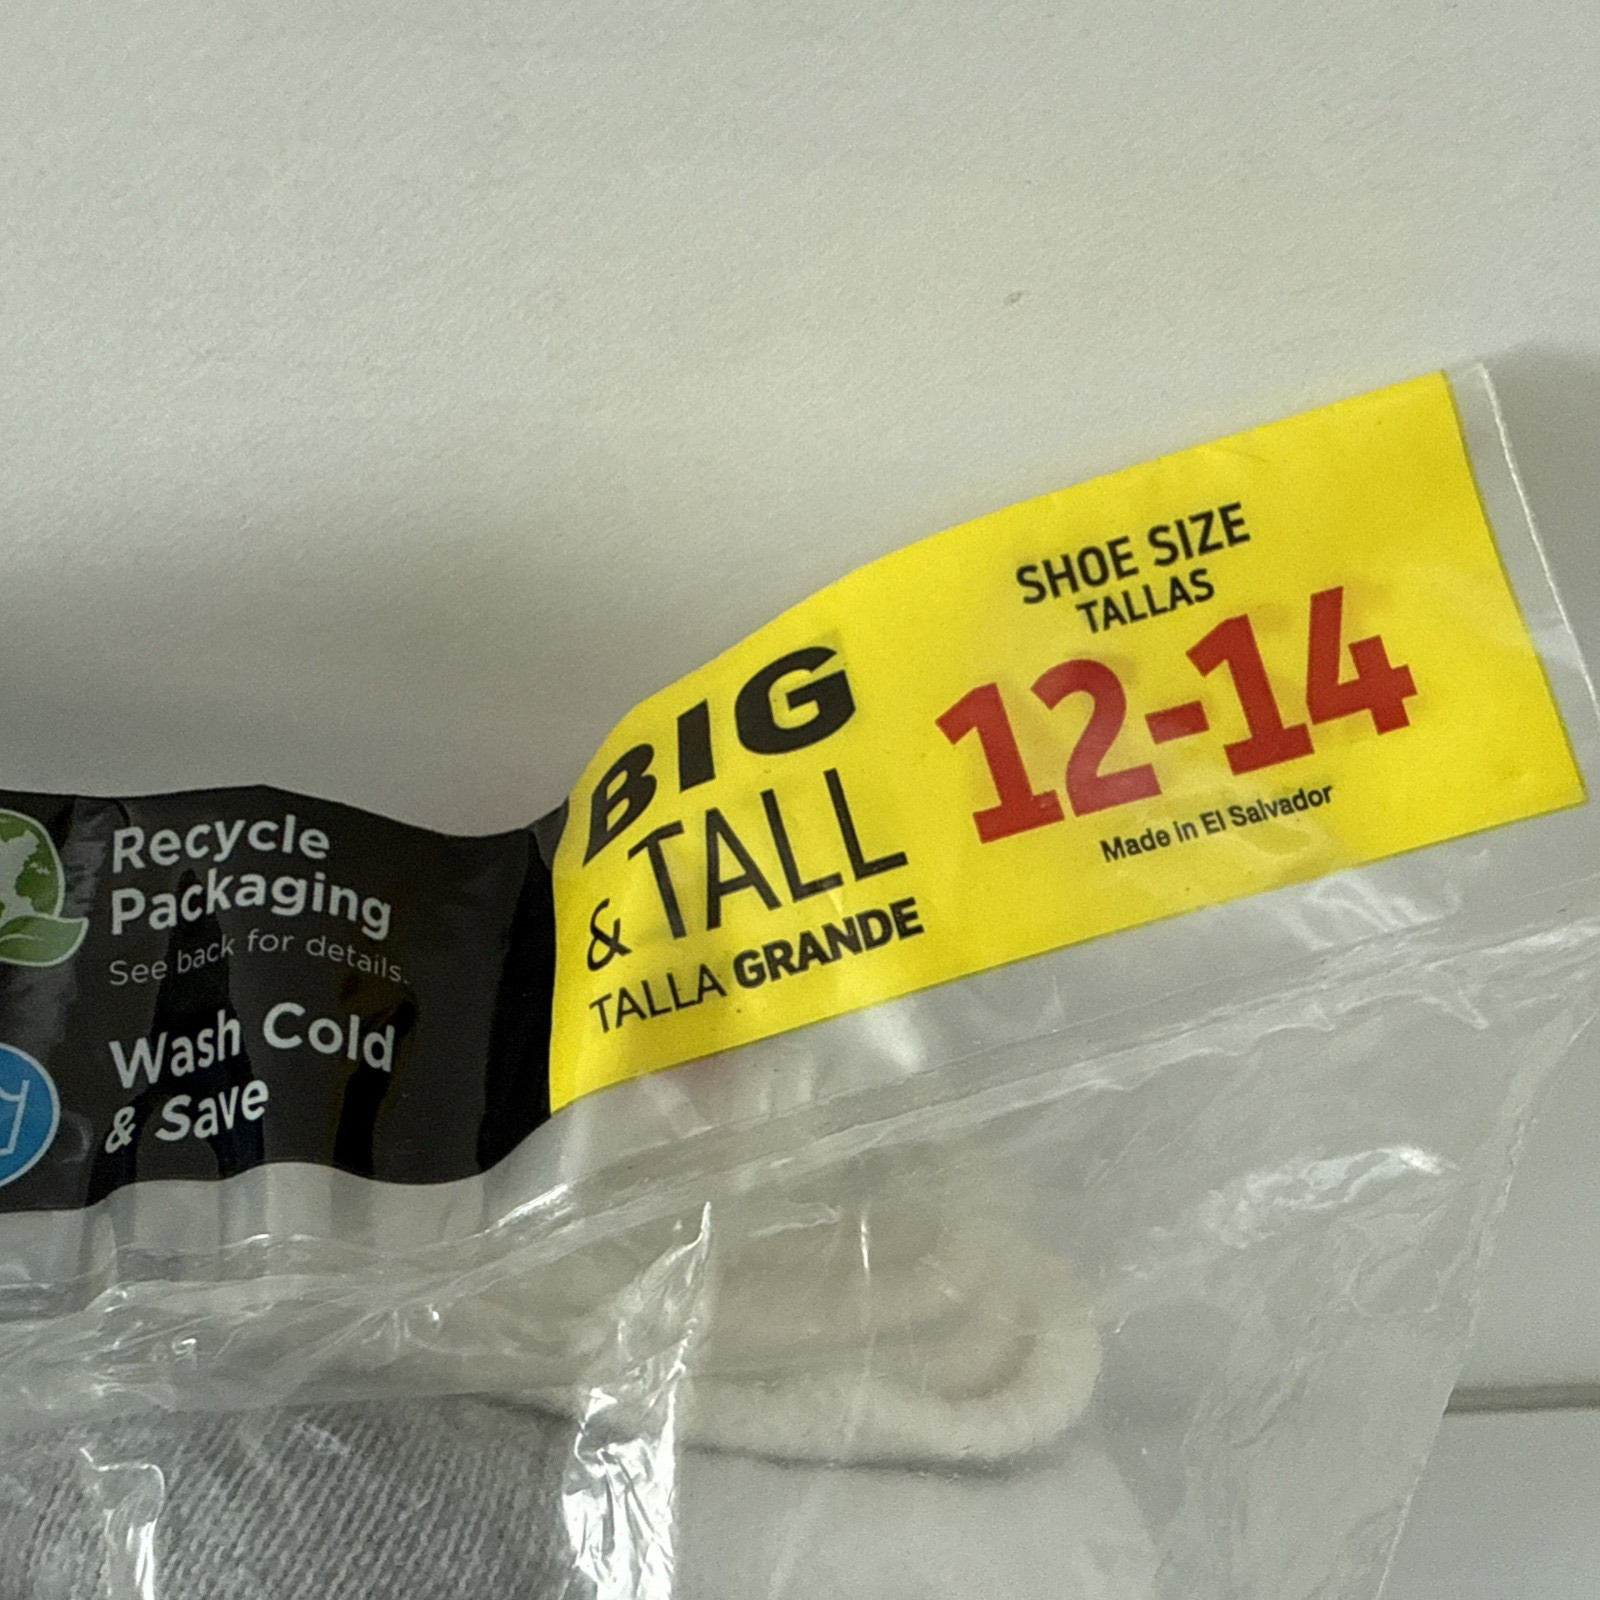 Recycle
Packaging
See back for details.
Wash Cold
& Save
BIG
& TALL
TALLA GRANDE
SHOE SIZE
TALLAS
12-14
Made in El Salvador